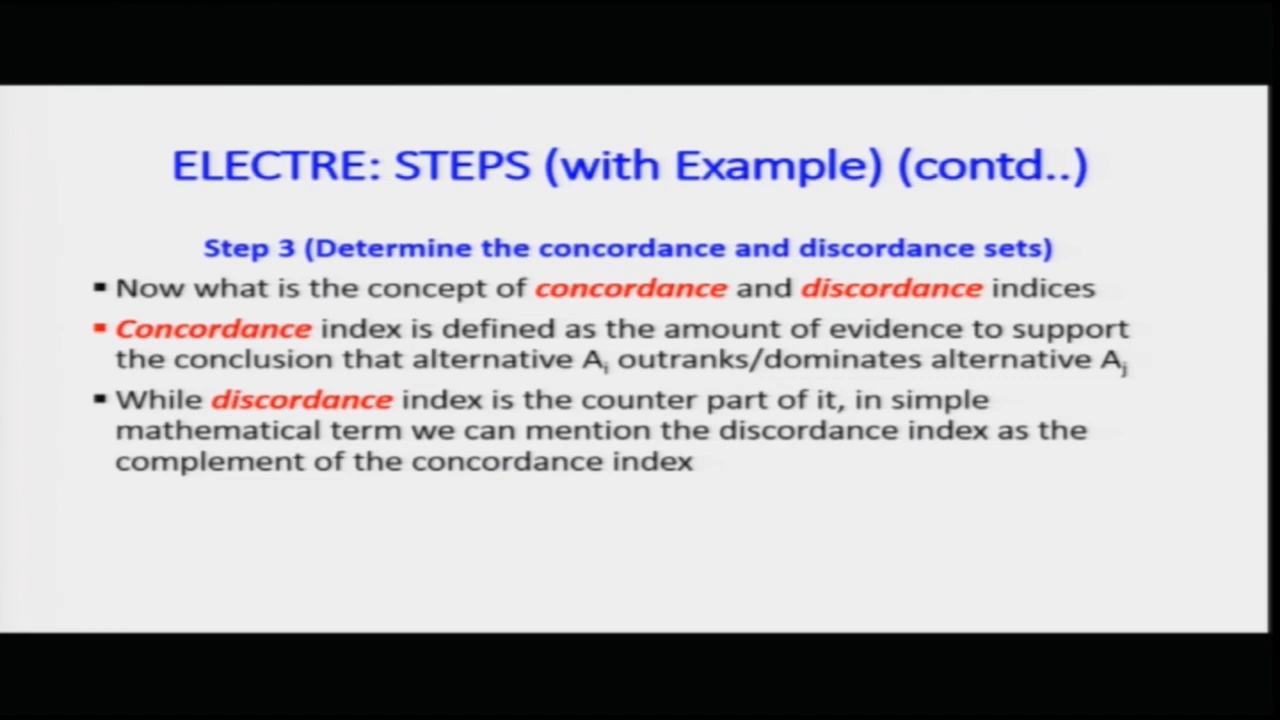 ELECTRE: STEPS (with Example) (contd..)
Step 3 (Determine the concordance and discordance sets)
▪ Now what is the concept of concordance and discordance indices
▪ Concordance index is defined as the amount of evidence to support
the conclusion that alternative Ai outranks/dominates alternative Aj
▪ While discordance index is the counter part of it, in simple
mathematical term we can mention the discordance index as the
complement of the concordance index